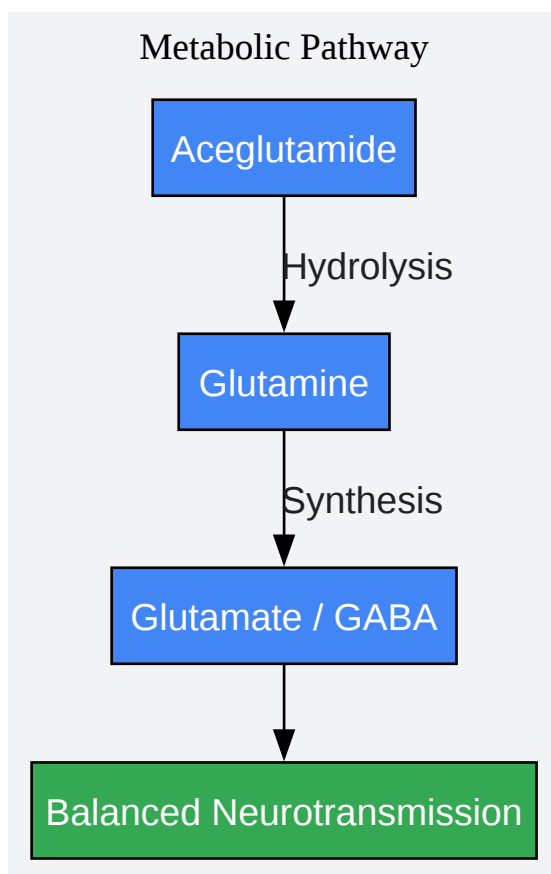 Metabolic Pathway
Aceglutamide
Hydrolysis
Glutamine
Synthesis
Glutamate / GABA
Balanced Neurotransmission